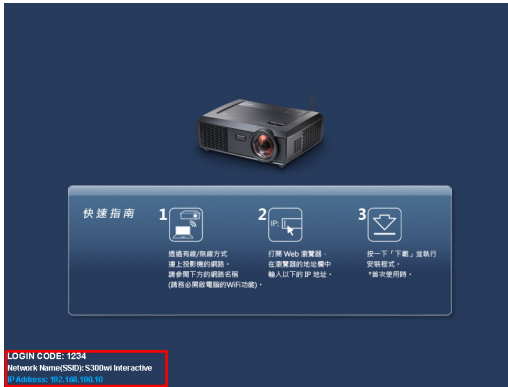 快速指南
1
透過有線/無線方式
連上投影機的網路。
請參閱下方的網路名稱
(請務必開啟電腦的WiFi功能)。
2
IP:
打開 Web 瀏覽器，
在瀏覽器的地址欄中
輸入以下的 IP 地址。
3
按一下「下載」並執行
安裝程式。
*首次使用時。
LOGIN CODE: 1234
Network Name(SSID): S300wi Interactive
IP Address: 192.168.100.10